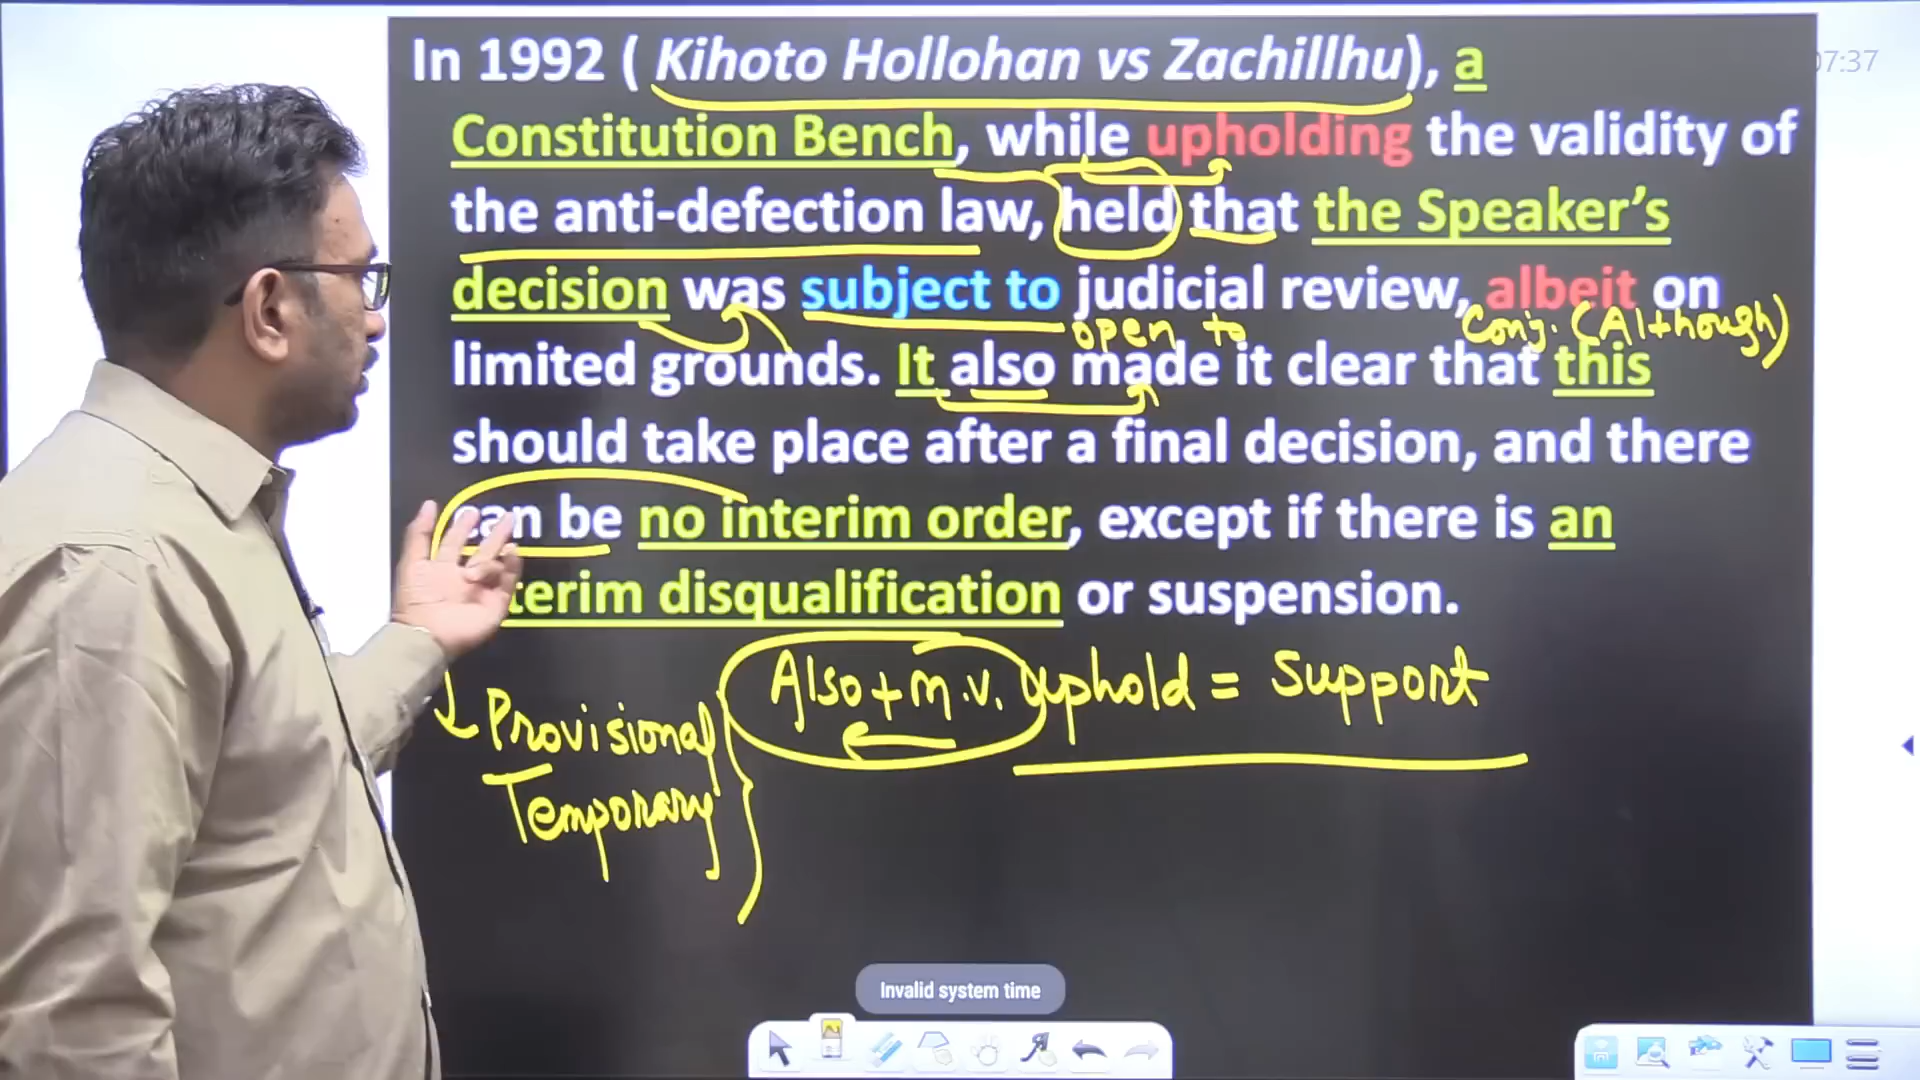 In 1992 ( Kihoto Hollohan vs Zachillhu), a
07:37
Constitution Bench, while upholding the validity of
the anti-defection law, held that the Speaker’s
decision was subject to judicial review, albeit on
open to conj. (Although)
limited grounds. It also made it clear that this
should take place after a final decision, and there
can be no interim order, except if there is an
terim disqualification or suspension.
Also+m.v. uphold = Support
Provisional
Temporary
Invalid system time